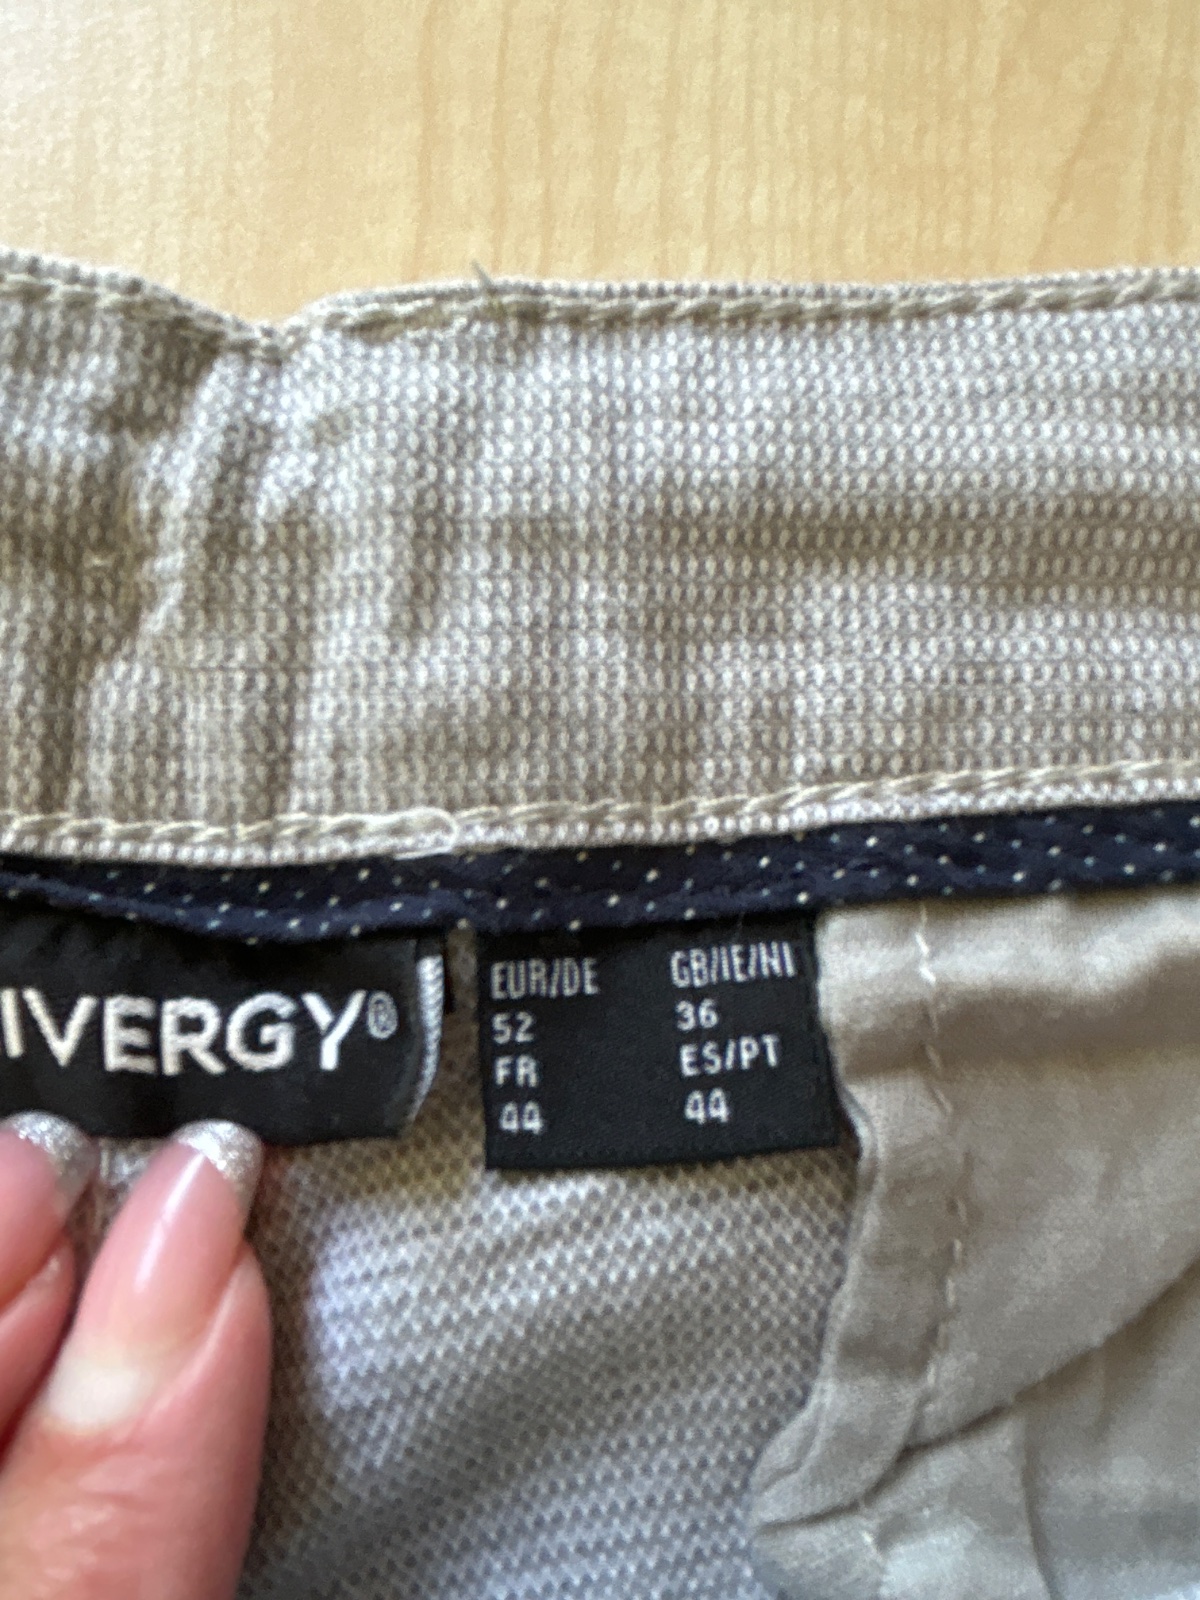 IVERGY®
EUR/DE GB/IE/NI
52 36
FR ES/PT
44 44